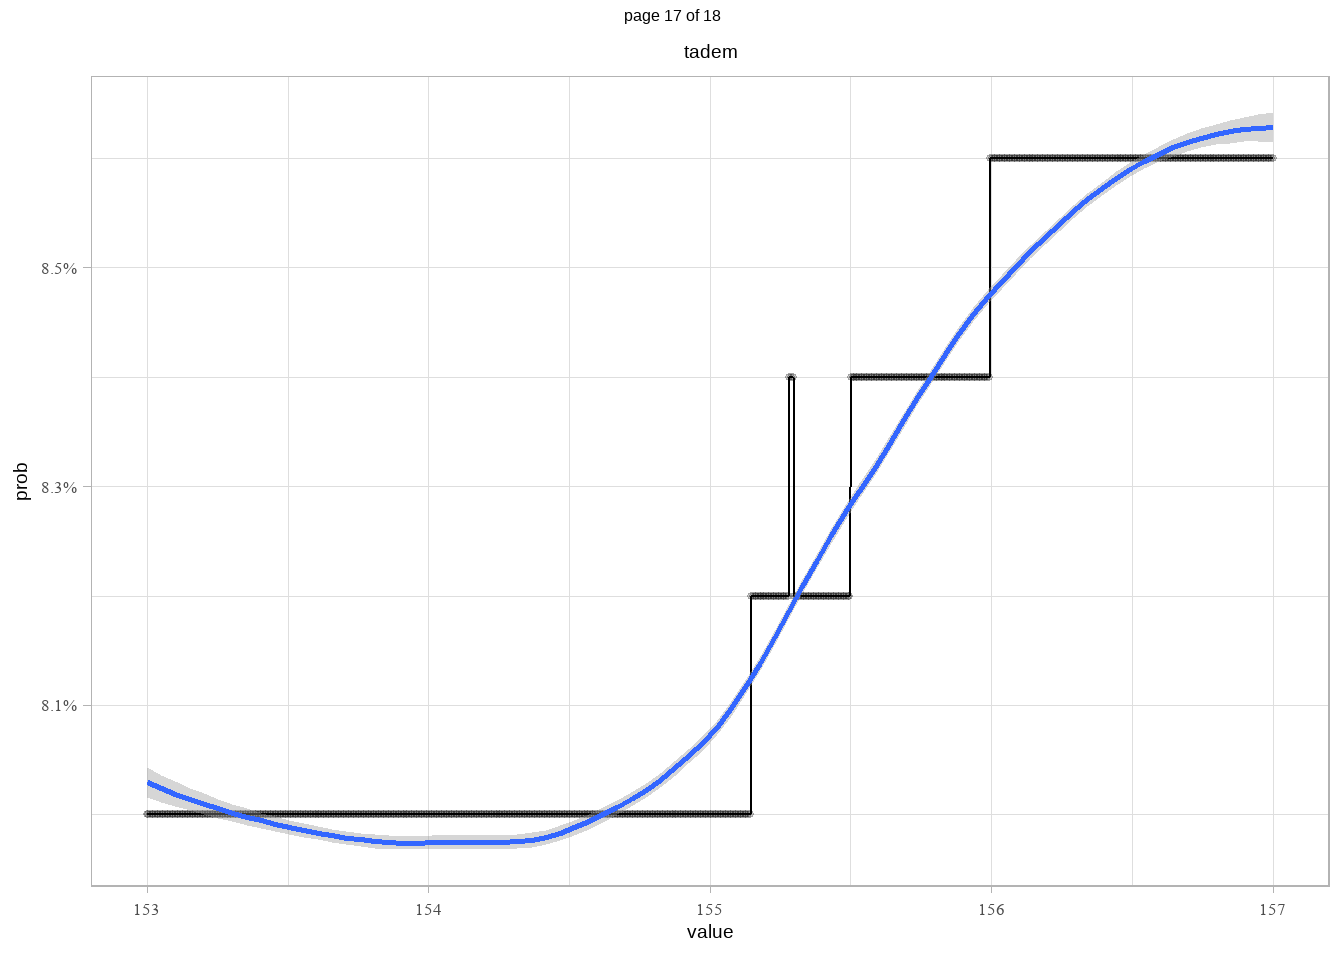 page 17 of 18
tadem
prob
8.5%
8.3%
8.1%
153 154 155 156 157
value